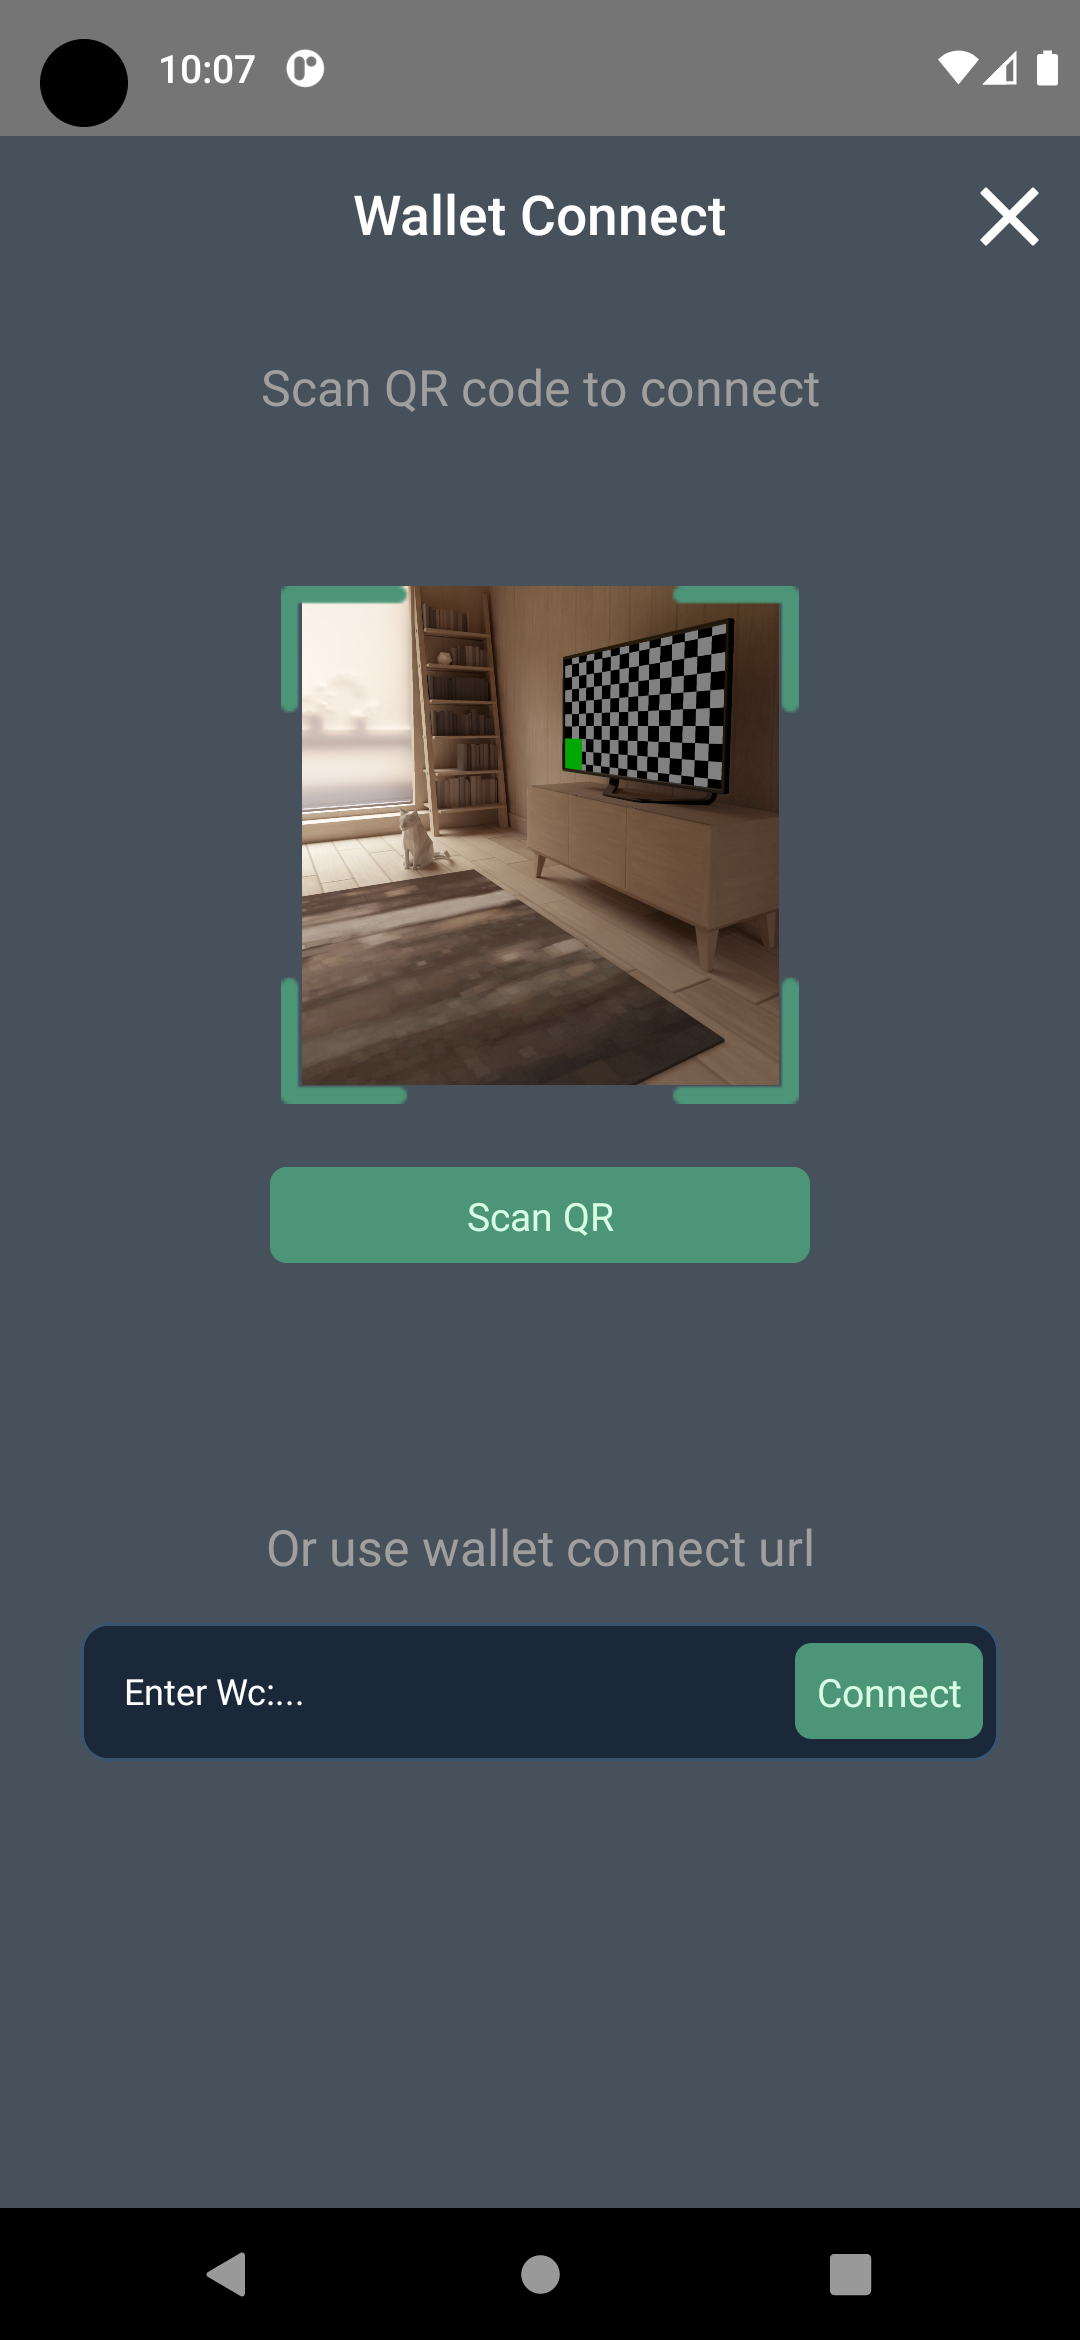 10:07
Wallet Connect
Scan QR code to connect
Scan QR
Or use wallet connect url
Enter Wc:...
Connect